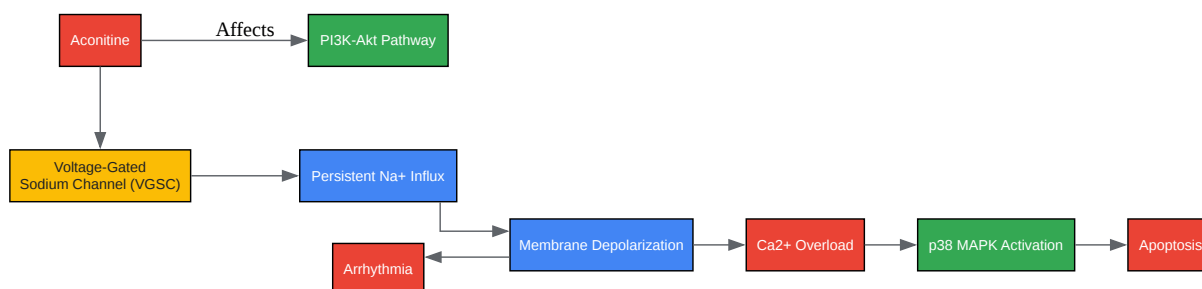 Aconitine
Affects
PI3K-Akt Pathway
Voltage-Gated
Sodium Channel (VGSC)
Persistent Na+ Influx
Membrane Depolarization
Ca2+ Overload
p38 MAPK Activation
Apoptosis
Arrhythmia